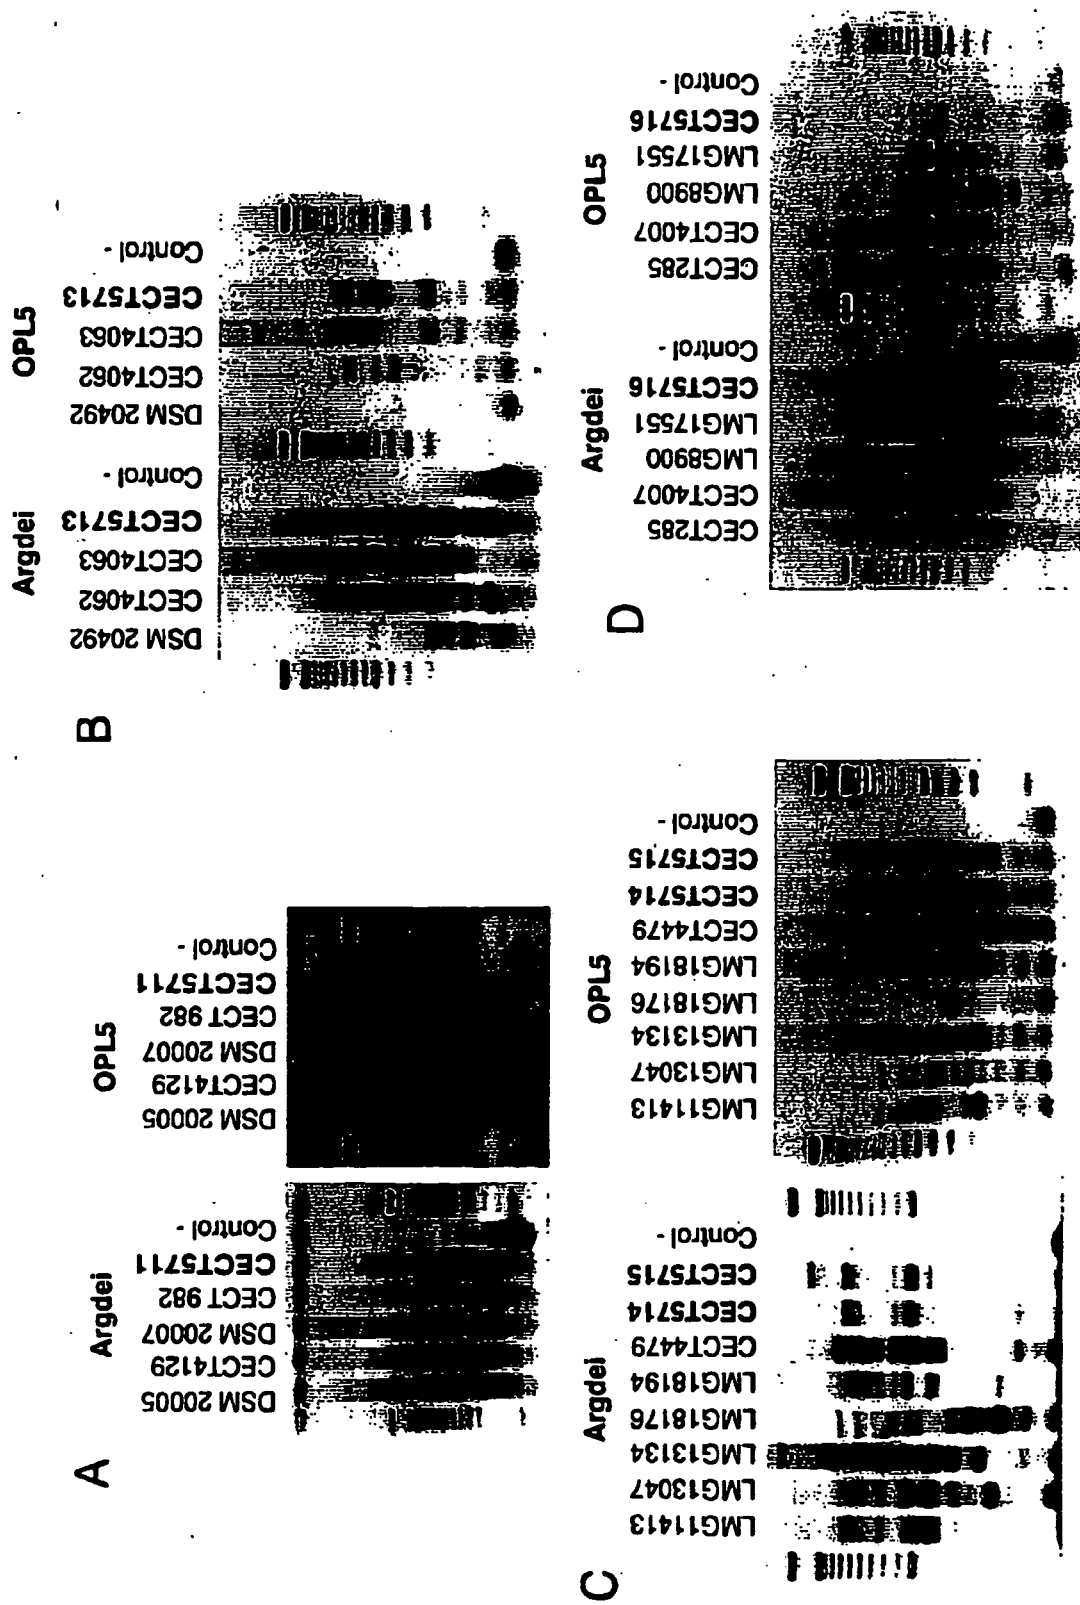 A
Argdei
DSM 20005
CECT4129
DSM 20007
CECT 982
CECT5711
Control -
OPL5
DSM 20005
CECT4129
DSM 20007
CECT 982
CECT5711
Control -
B
Argdei
DSM 20492
CECT4062
CECT4063
CECT5713
Control -
OPL5
DSM 20492
CECT4062
CECT4063
CECT5713
Control -
C
Argdei
LMG11413
LMG13047
LMG13134
LMG18176
LMG18194
CECT4479
CECT5714
CECT5715
Control -
OPL5
LMG11413
LMG13047
LMG13134
LMG18176
LMG18194
CECT4479
CECT5714
CECT5715
Control -
D
Argdei
CECT285
CECT4007
LMG8900
LMG17551
CECT5716
Control -
OPL5
CECT285
CECT4007
LMG8900
LMG17551
CECT5716
Control -